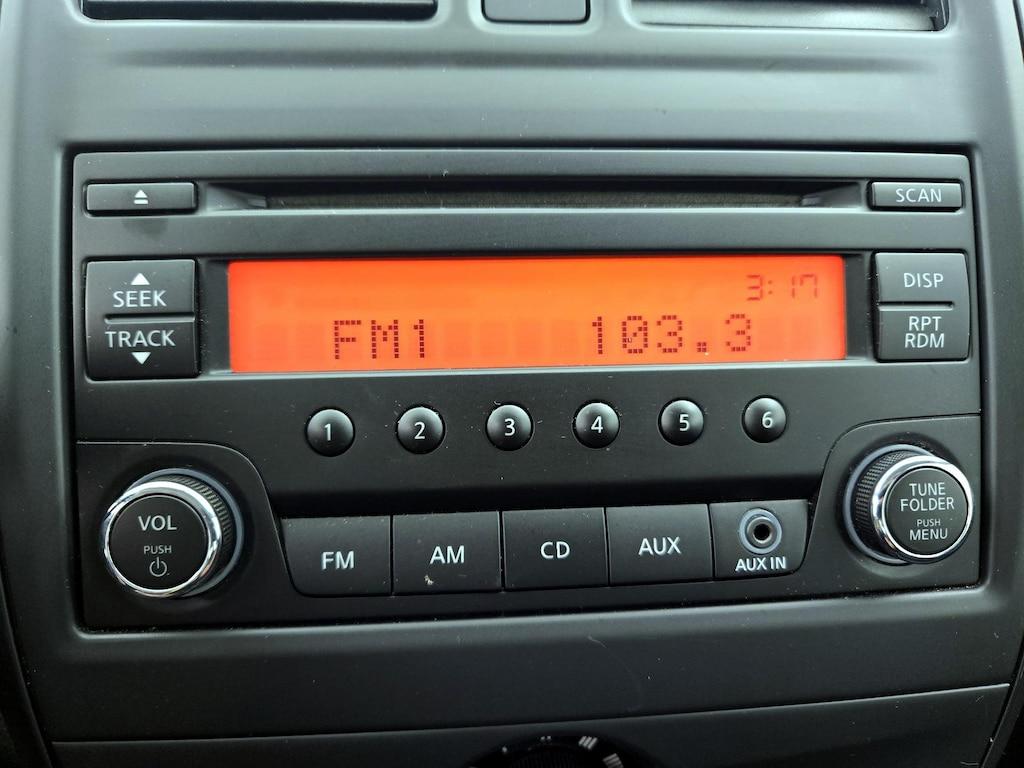 SCAN
SEEK
TRACK
3:17
FM1 103.3
DISP
RPT
RDM
1 2 3 4 5 6
VOL
PUSH
FM AM CD AUX
AUX IN
TUNE
FOLDER
PUSH
MENU